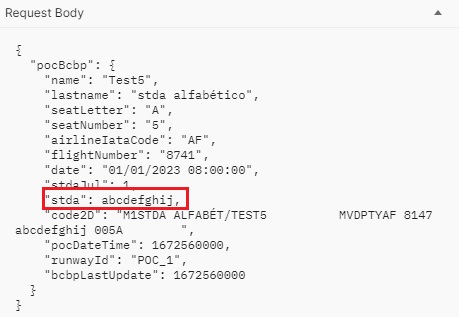 Request Body
{
"pocBcbp": {
"name": "Test5",
"lastname": "stda alfabético",
"seatLetter": "A",
"seatNumber": "5",
"airlineIataCode": "AF",
"flightNumber": "8741",
"date": "01/01/2023 08:00:00",
"stdaJul": 1,
"stda": abcdefghij,
"code2D": "M1STDA ALFABÉT/TEST5          MVDPTYAF 8147
abcdefghij 005A        ",
"pocDateTime": 1672560000,
"runwayId": "POC_1",
"bcbpLastUpdate": 1672560000
}
}